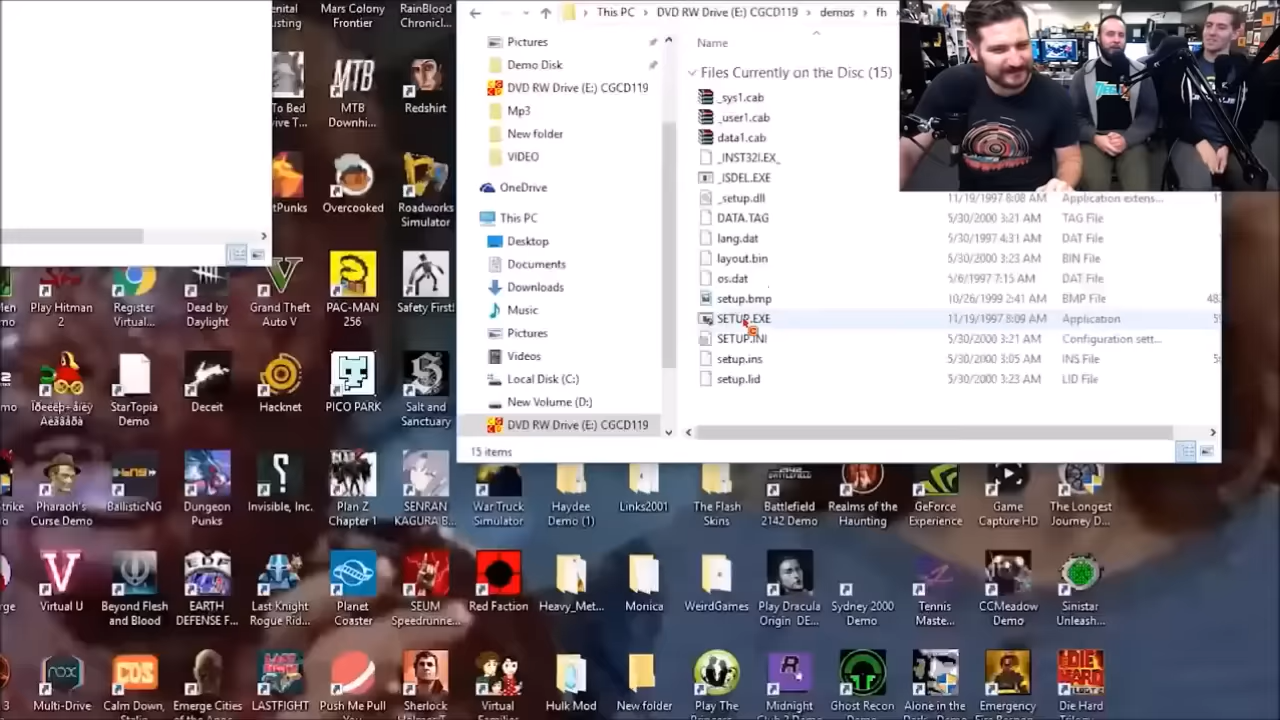 This PC > DVD RW Drive (E:) CGCD119 > demos > fh
Pictures
Demo Disk
DVD RW Drive (E:) CGCD119
Mp3
New folder
VIDEO
OneDrive
This PC
Desktop
Documents
Downloads
Music
Pictures
Videos
Local Disk (C:)
New Volume (D:)
DVD RW Drive (E:) CGCD119
15 items
Name
Files Currently on the Disc (15)
_sys1.cab
_user1.cab
data1.cab
_INST32I.EX_
_ISDEL.EXE
_setup.dll 11/19/1997 8:08 AM Application extens...
DATA.TAG 5/30/2000 3:21 AM TAG File
lang.dat 5/30/1997 4:31 AM DAT File
layout.bin 5/30/2000 3:23 AM BIN File
os.dat 5/6/1997 7:15 AM DAT File
setup.bmp 10/26/1999 2:41 AM BMP File 48
SETUP.EXE 11/19/1997 8:09 AM Application
SETUP.INI 5/30/2000 3:21 AM Configuration sett...
setup.ins 5/30/2000 3:05 AM INS File
setup.lid 5/30/2000 3:23 AM LID File
Mars Colony
Frontier
RainBlood
Chronicl...
MTB
MTB
Downhi...
Redshirt
Overcooked
Roadworks
Simulator
Play Hitman
2
Register
Virtual...
Dead by
Daylight
Grand Theft
Auto V
PAC-MAN
256
Safety First!
StarTopia
Demo
Deceit
Hacknet
PICO PARK
Salt and
Sanctuary
Pharaoh's
Curse Demo
BallisticNG
Dungeon
Punks
Invisible, Inc.
Plan Z
Chapter 1
SENRAN
KAGURA B...
War Truck
Simulator
Haydee
Demo (1)
Links2001
The Flash
Skins
Battlefield
2142 Demo
Realms of the
Haunting
GeForce
Experience
Game
Capture HD
The Longest
Journey D...
Virtual U
Beyond Flesh
and Blood
EARTH
DEFENSE F...
Last Knight
Rogue Rid...
Planet
Coaster
SEUM
Speedrunne...
Red Faction
Heavy_Met...
Monica
WeirdGames
Play Dracula
Origin DE...
Sydney 2000
Demo
Tennis
Maste...
CCMeadow
Demo
Sinistar
Unleash...
nox
Multi-Drive
COS
Calm Down,
Emerge Cities
LASTFIGHT
Push Me Pull
Sherlock
Virtual
Hulk Mod
New folder
Play The
Midnight
Ghost Recon
Alone in the
Emergency
DIE HARD
Die Hard